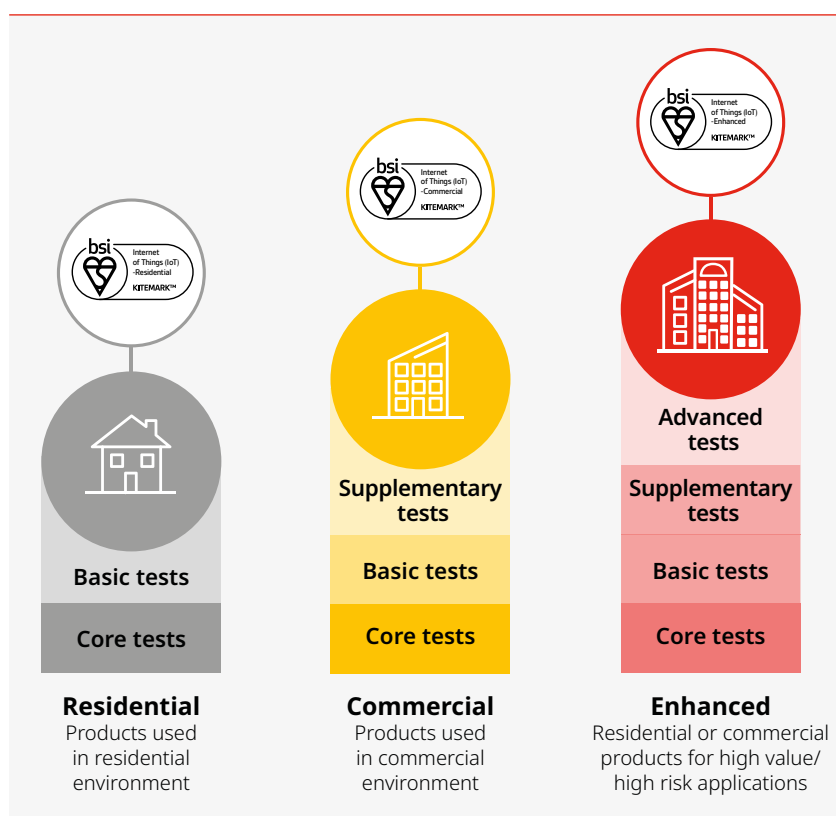 bsi
Internet
of Things (IoT)
-Residential
KITEMARK™
Basic tests
Core tests
Residential
Products used
in residential
environment
bsi
Internet
of Things (IoT)
-Commercial
KITEMARK™
Supplementary
tests
Basic tests
Core tests
Commercial
Products used
in commercial
environment
bsi
Internet
of Things (IoT)
-Enhanced
KITEMARK™
Advanced
tests
Supplementary
tests
Basic tests
Core tests
Enhanced
Residential or commercial
products for high value/
high risk applications